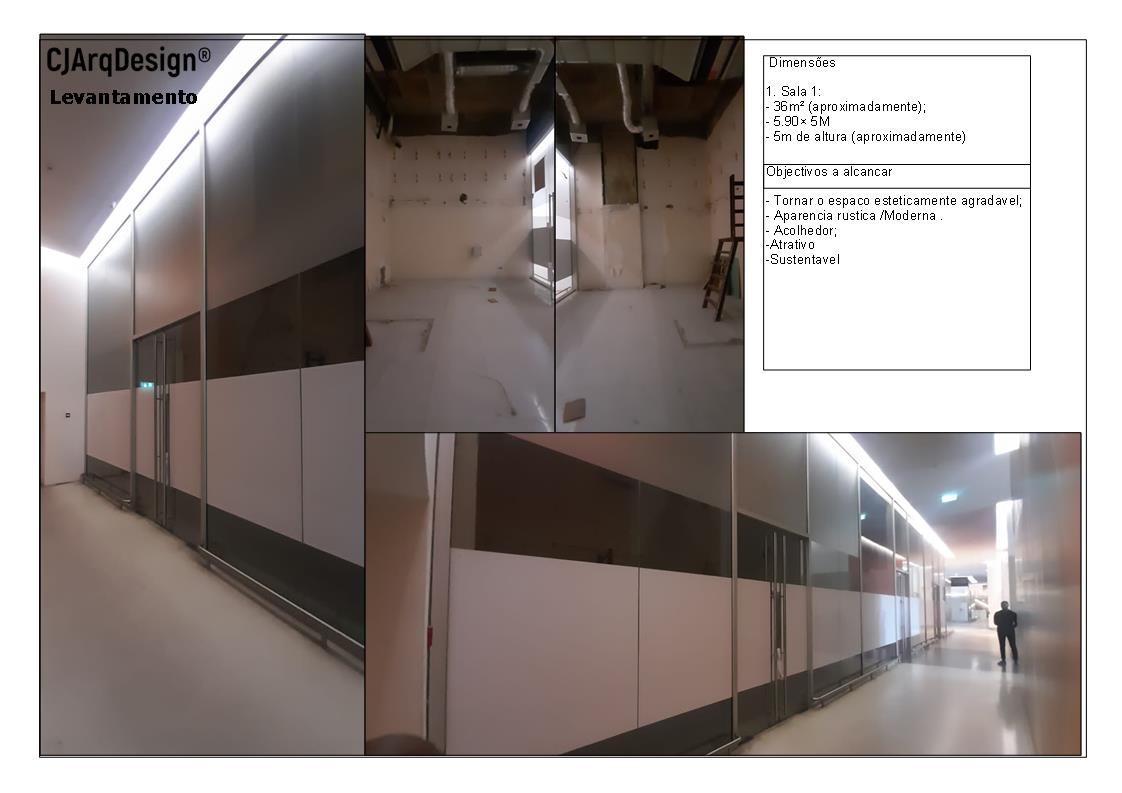 CJArqDesign®
Levantamento
Dimensões
1. Sala 1:
- 36m² (aproximadamente);
- 5.90× 5M
- 5m de altura (aproximadamente)
Objectivos a alcancar
- Tornar o espaco esteticamente agradavel;
- Aparencia rustica /Moderna .
- Acolhedor;
-Atrativo
-Sustentavel